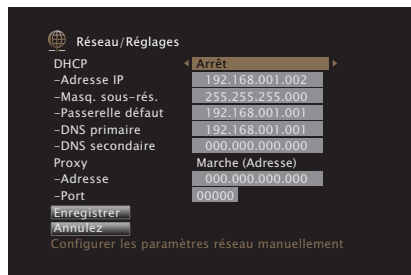 Réseau/Réglages
DHCP Arrêt
–Adresse IP 192.168.001.002
–Masq. sous-rés. 255.255.255.000
–Passerelle défaut 192.168.001.001
–DNS primaire 192.168.001.001
–DNS secondaire 000.000.000.000
Proxy Marche (Adresse)
–Adresse 000.000.000.000
–Port 00000
Enregistrer
Annulez
Configurer les paramètres réseau manuellement